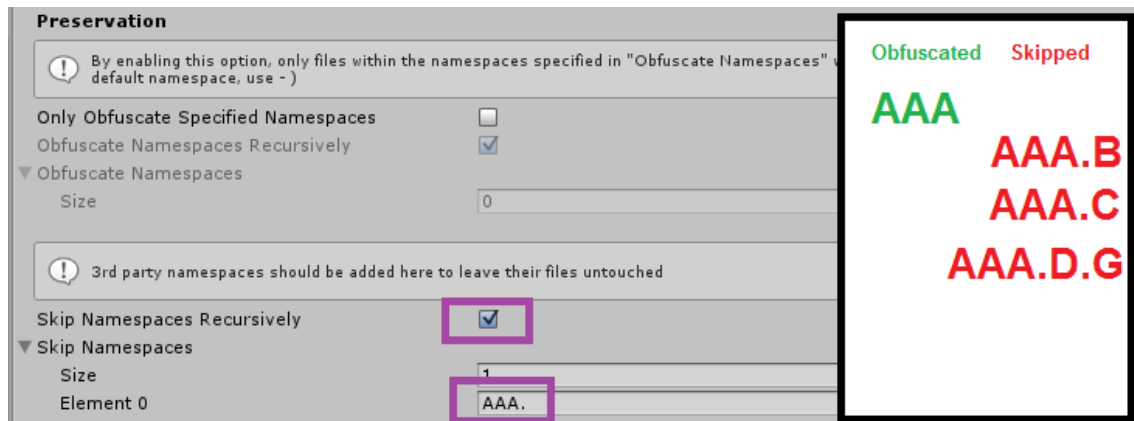 Preservation
By enabling this option, only files within the namespaces specified in "Obfuscate Namespaces"
default namespace, use - )
Only Obfuscate Specified Namespaces
Obfuscate Namespaces Recursively
Obfuscate Namespaces
Size 0
3rd party namespaces should be added here to leave their files untouched
Skip Namespaces Recursively
Skip Namespaces
Size 1
Element 0 AAA.
Obfuscated Skipped
AAA
AAA.B
AAA.C
AAA.D.G